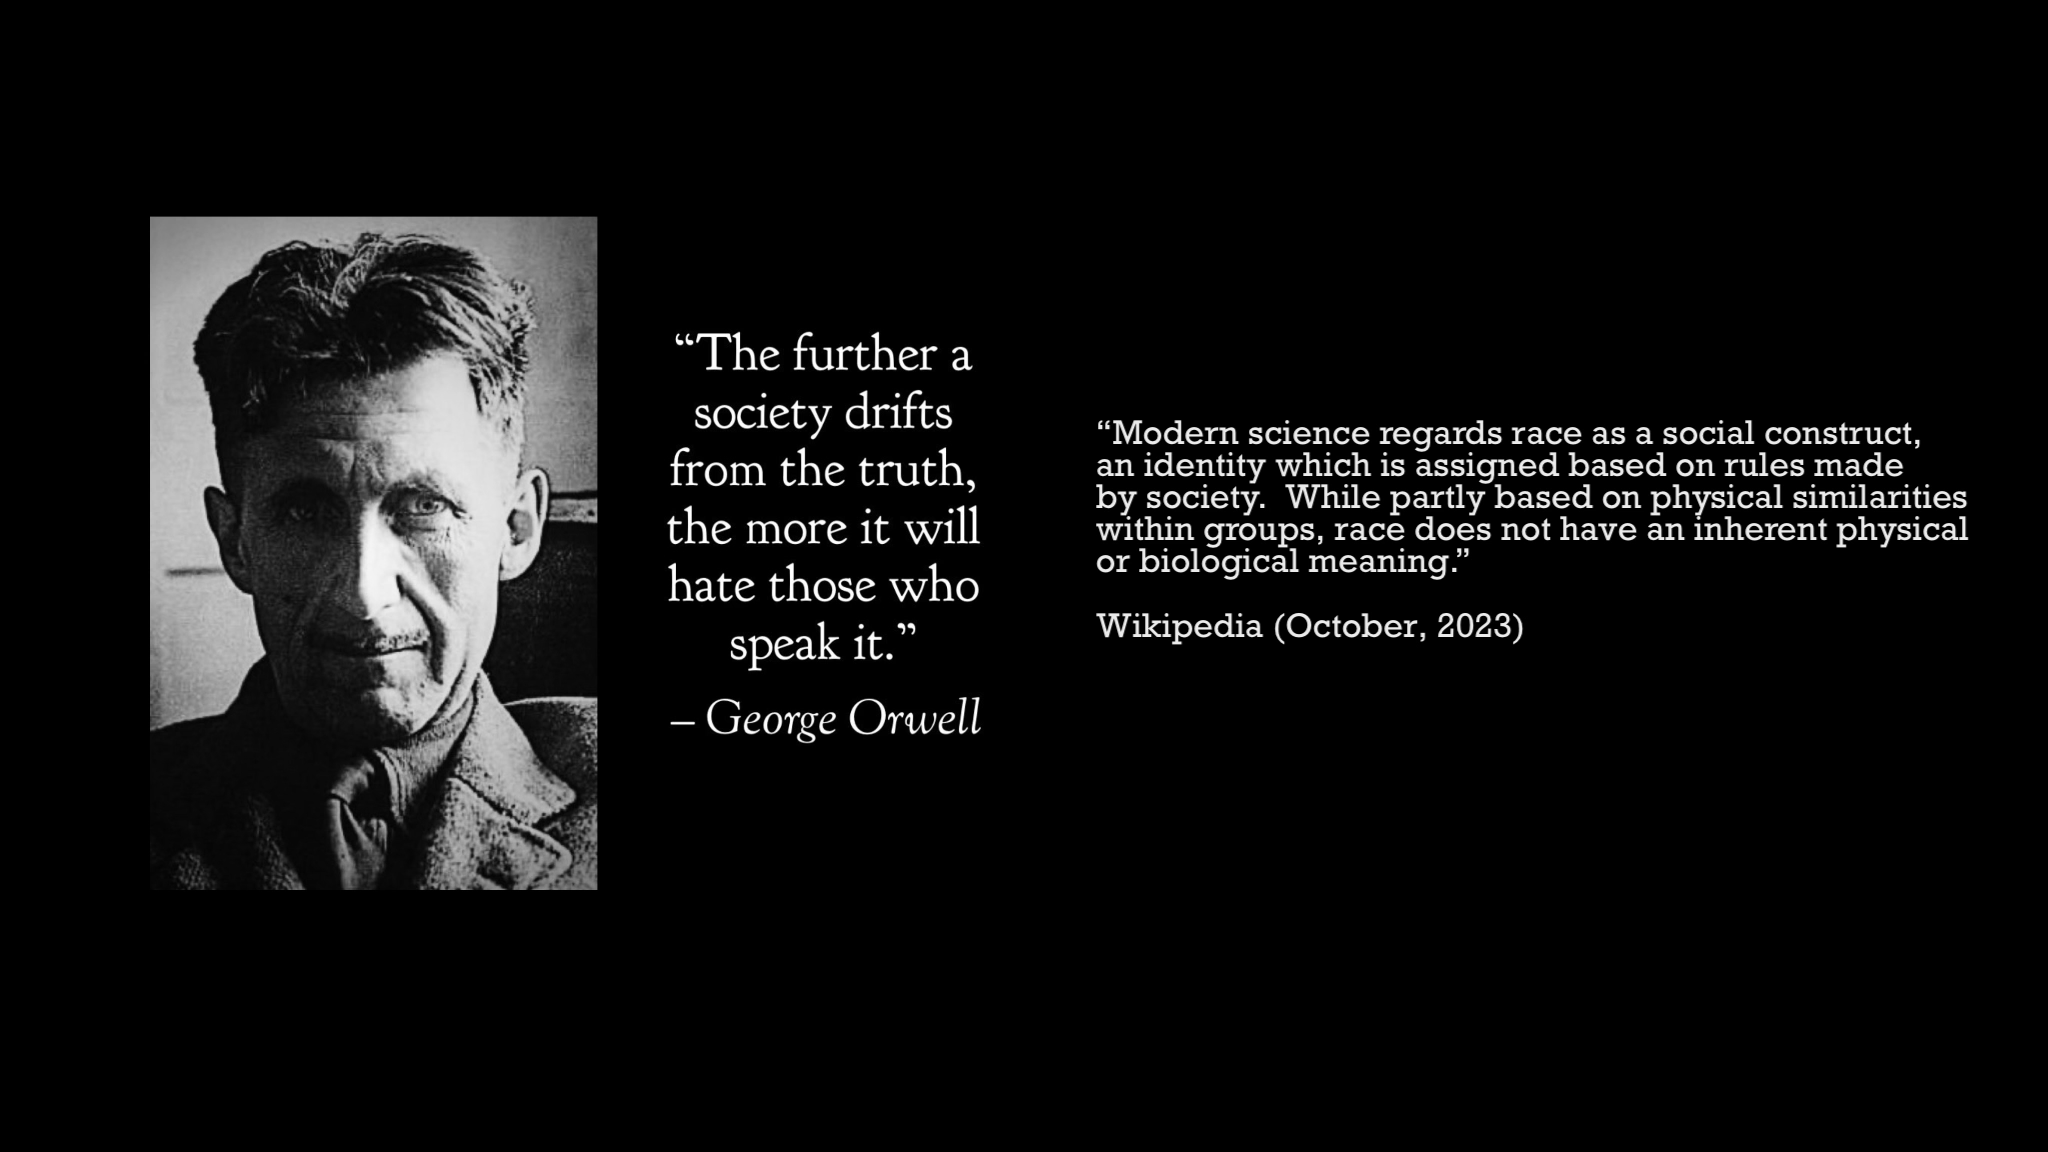 “The further a
society drifts
from the truth,
the more it will
hate those who
speak it.”
– George Orwell
“Modern science regards race as a social construct,
an identity which is assigned based on rules made
by society.  While partly based on physical similarities
within groups, race does not have an inherent physical
or biological meaning.”
Wikipedia (October, 2023)